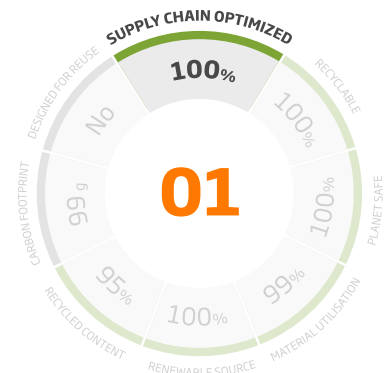 SUPPLY CHAIN OPTIMIZED
100%
RECYCLABLE
100%
PLANET SAFE
100%
MATERIAL UTILISATION
99%
RENEWABLE SOURCE
100%
RECYCLED CONTENT
95%
CARBON FOOTPRINT
99 g
DESIGNED FOR REUSE
No
01